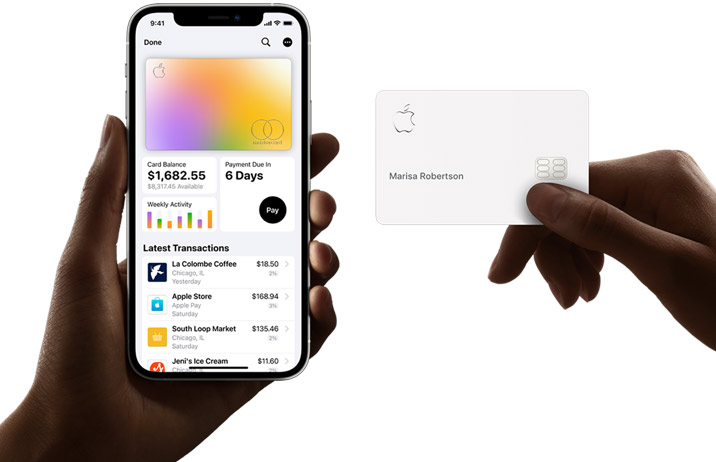 9:41
Done
Card Balance
$1,682.55
$8,317.45 Available
Payment Due In
6 Days
Weekly Activity
Pay
Latest Transactions
La Colombe Coffee $18.50
Chicago, IL 2%
Yesterday
Apple Store $168.94
Apple Pay 3%
Saturday
South Loop Market $135.46
Chicago, IL 2%
Saturday
Jeni's Ice Cream $11.60
Marisa Robertson